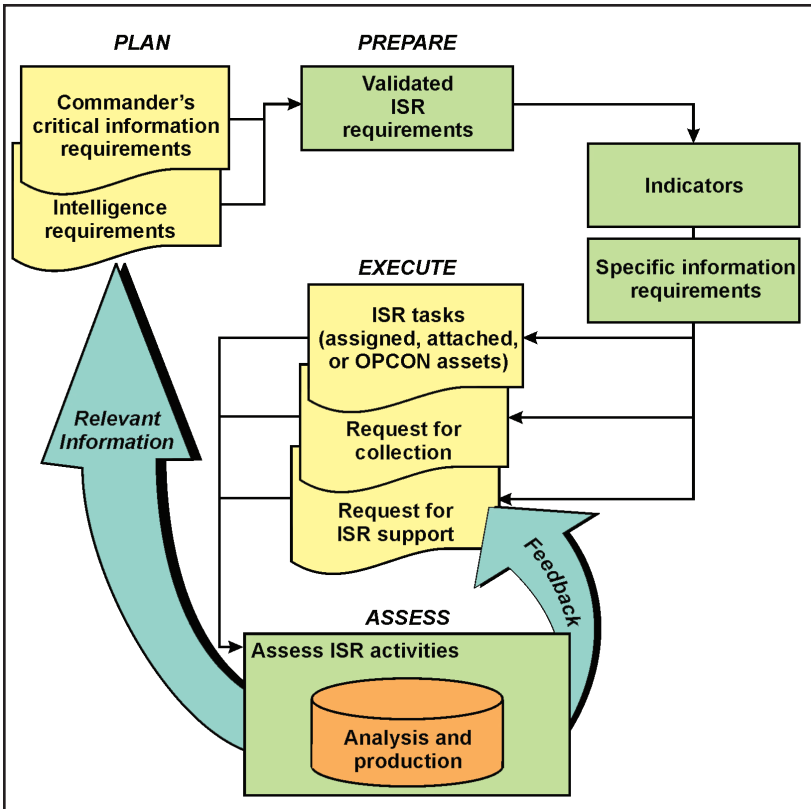 PLAN
PREPARE
Commander's
critical information
requirements
Intelligence
requirements
Validated
ISR
requirements
Indicators
Specific information
requirements
EXECUTE
ISR tasks
(assigned, attached,
or OPCON assets)
Request for
collection
Request for
ISR support
Relevant
Information
Feedback
ASSESS
Assess ISR activities
Analysis and
production